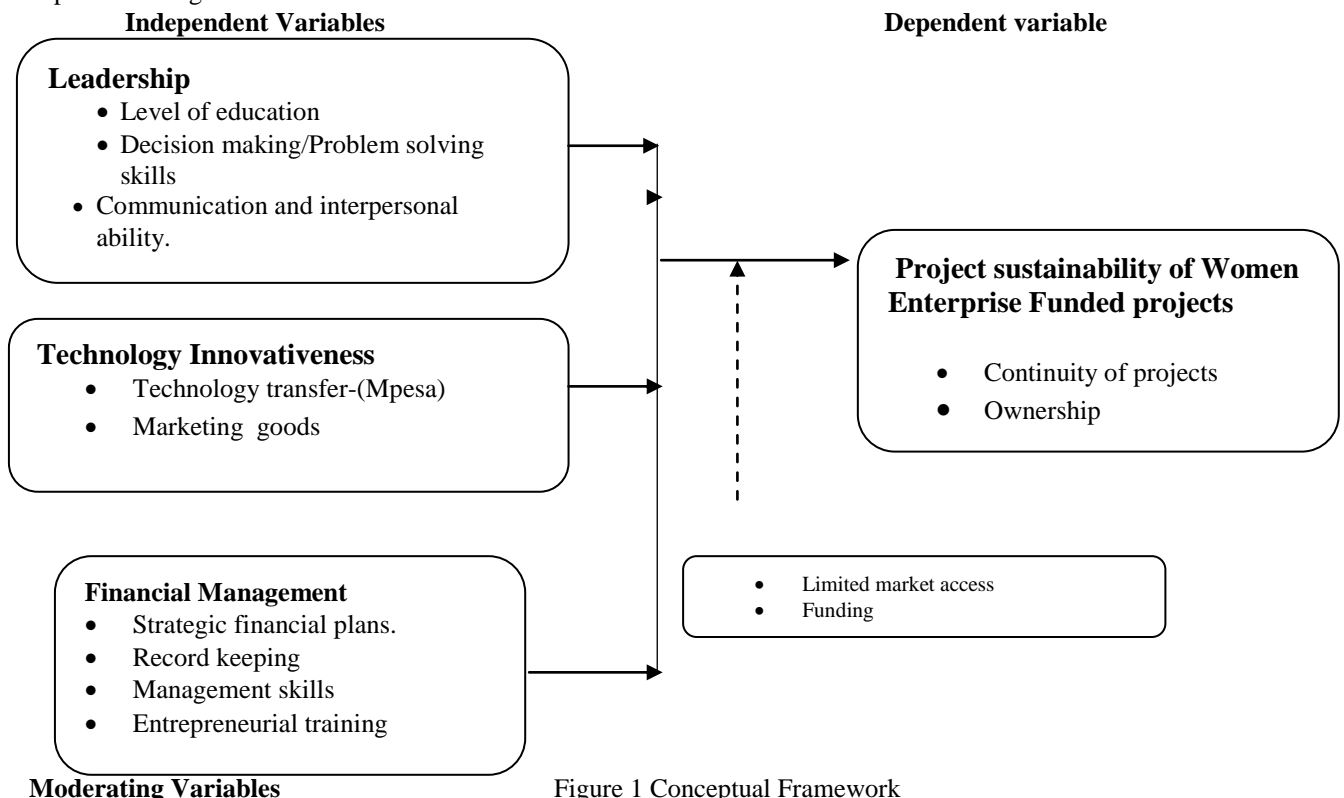 Independent Variables
Dependent variable
Leadership
• Level of education
• Decision making/Problem solving
skills
• Communication and interpersonal
ability.
Technology Innovativeness
• Technology transfer-(Mpesa)
• Marketing goods
Financial Management
• Strategic financial plans.
• Record keeping
• Management skills
• Entrepreneurial training
Project sustainability of Women
Enterprise Funded projects
• Continuity of projects
• Ownership
• Limited market access
• Funding
Moderating Variables
Figure 1 Conceptual Framework